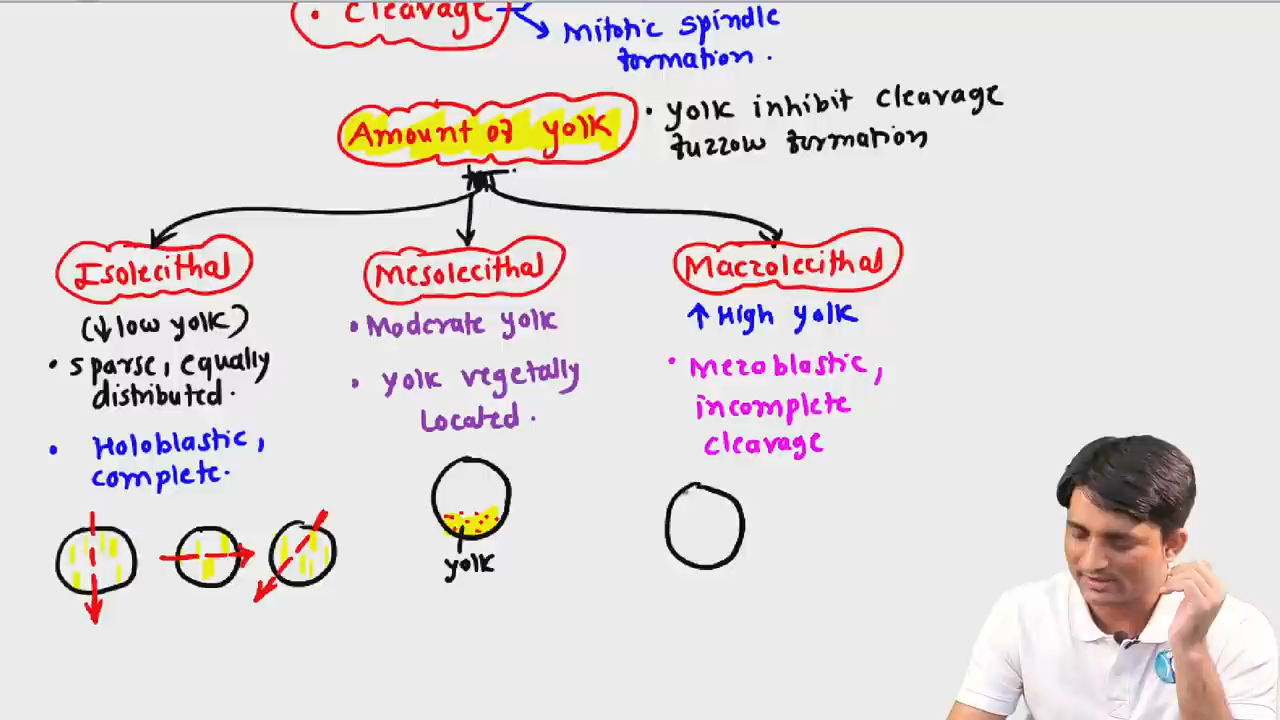 • Cleavage
Mitotic spindle
formation.
Amount of yolk
• Yolk inhibit cleavage
furrow formation
Isolecithal
(↓ low yolk)
• Sparse, equally
distributed.
• Holoblastic,
complete.
Mesolecithal
• Moderate yolk
• Yolk vegetally
Located.
yolk
Macrolecithal
↑ High yolk
• Meroblastic,
incomplete
cleavage